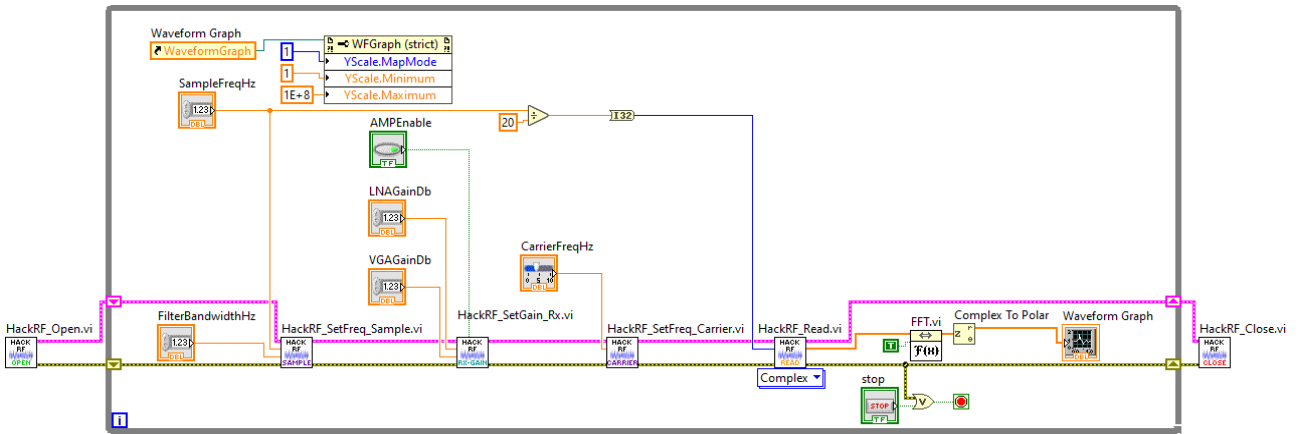 Waveform Graph
WaveformGraph
WFGraph (strict)
1
YScale.MapMode
1
YScale.Minimum
1E+8
YScale.Maximum
SampleFreqHz
1.23
DBL
20
÷
I32
AMPEnable
TF
LNAGainDb
1.23
DBL
VGAGainDb
1.23
DBL
CarrierFreqHz
0 5 10
DBL
HackRF_Open.vi
HACK
RF
OPEN
FilterBandwidthHz
1.23
DBL
HackRF_SetFreq_Sample.vi
HACK
RF
SAMPLE
HackRF_SetGain_Rx.vi
HACK
RF
RX-GAIN
HackRF_SetFreq_Carrier.vi
HACK
RF
CARRIER
HackRF_Read.vi
HACK
RF
READ
Complex
FFT.vi
T
F(x)
Complex To Polar
z r
θ
Waveform Graph
DBL
stop
STOP
TF
V
HackRF_Close.vi
HACK
RF
CLOSE
i